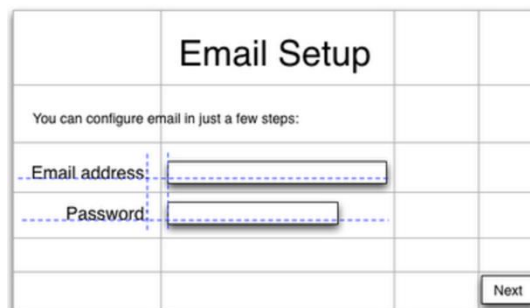 Email Setup
You can configure email in just a few steps:
Email address
Password
Next